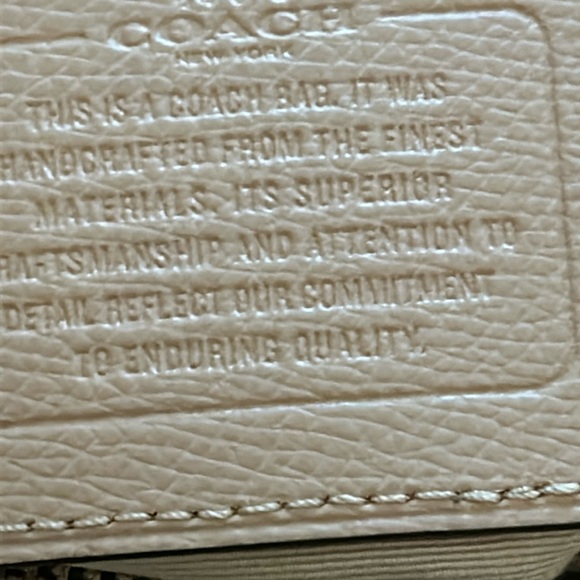 COACH
NEW YORK
THIS IS A COACH BAG. IT WAS
HANDCRAFTED FROM THE FINEST
MATERIALS. ITS SUPERIOR
CRAFTSMANSHIP AND ATTENTION TO
DETAIL REFLECT OUR COMMITMENT
TO ENDURING QUALITY.